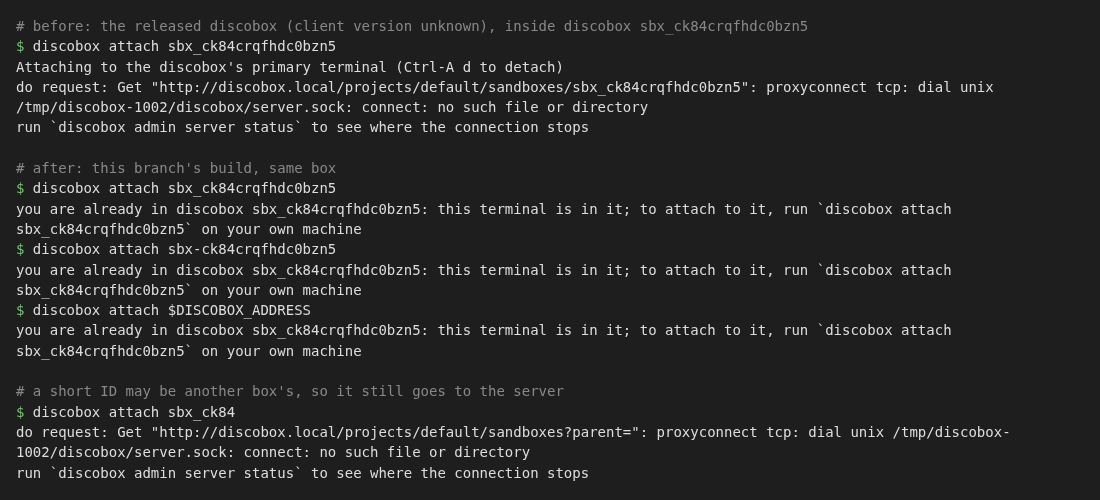 # before: the released discobox (client version unknown), inside discobox sbx_ck84crqfhdc0bzn5
$ discobox attach sbx_ck84crqfhdc0bzn5
Attaching to the discobox's primary terminal (Ctrl-A d to detach)
do request: Get "http://discobox.local/projects/default/sandboxes/sbx_ck84crqfhdc0bzn5": proxyconnect tcp: dial unix
/tmp/discobox-1002/discobox/server.sock: connect: no such file or directory
run `discobox admin server status` to see where the connection stops
# after: this branch's build, same box
$ discobox attach sbx_ck84crqfhdc0bzn5
you are already in discobox sbx_ck84crqfhdc0bzn5: this terminal is in it; to attach to it, run `discobox attach
sbx_ck84crqfhdc0bzn5` on your own machine
$ discobox attach sbx-ck84crqfhdc0bzn5
you are already in discobox sbx_ck84crqfhdc0bzn5: this terminal is in it; to attach to it, run `discobox attach
sbx_ck84crqfhdc0bzn5` on your own machine
$ discobox attach $DISCOBOX_ADDRESS
you are already in discobox sbx_ck84crqfhdc0bzn5: this terminal is in it; to attach to it, run `discobox attach
sbx_ck84crqfhdc0bzn5` on your own machine
# a short ID may be another box's, so it still goes to the server
$ discobox attach sbx_ck84
do request: Get "http://discobox.local/projects/default/sandboxes?parent=": proxyconnect tcp: dial unix /tmp/discobox-
1002/discobox/server.sock: connect: no such file or directory
run `discobox admin server status` to see where the connection stops